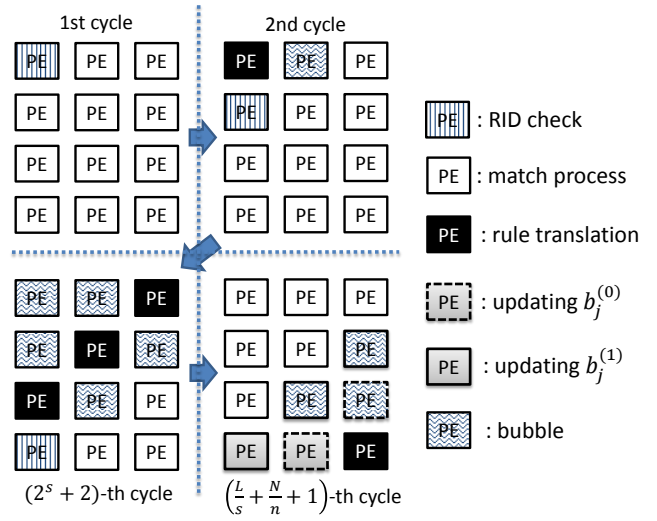 1st cycle
2nd cycle
PE PE PE
PE PE PE
PE PE PE
PE PE PE
PE PE PE
PE PE PE
PE PE PE
PE PE PE
PE PE PE
PE PE PE
PE PE PE
PE PE PE
(2^s + 2)-th cycle
PE PE PE
PE PE PE
PE PE PE
PE PE PE
(L/s + N/n + 1)-th cycle
PE : RID check
PE : match process
PE : rule translation
PE : updating b_j^(0)
PE : updating b_j^(1)
PE : bubble